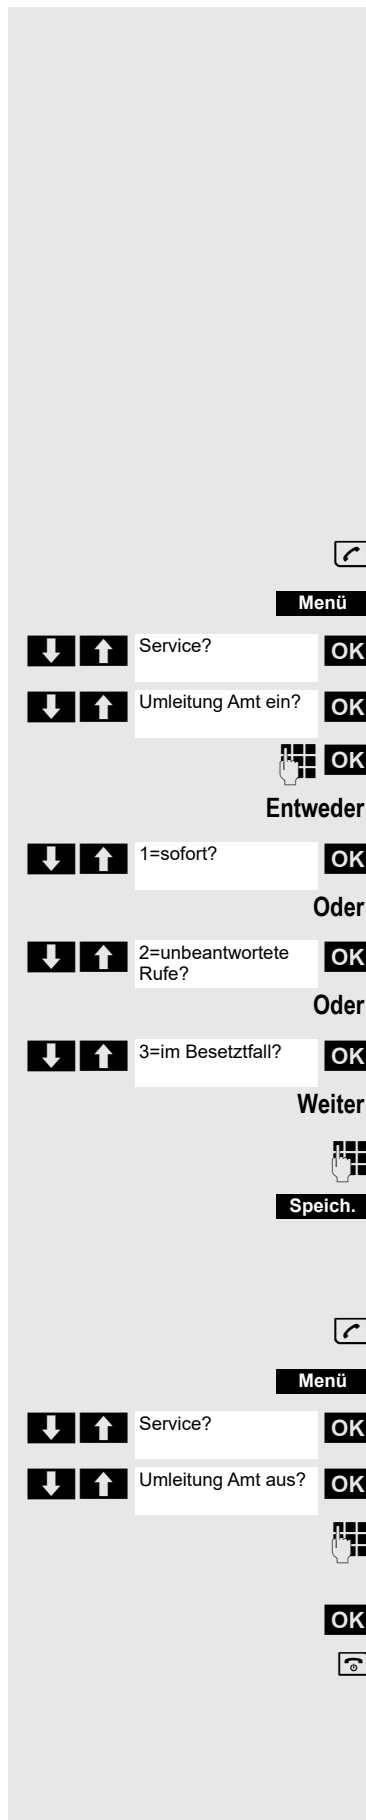 Menü
Service? OK
Umleitung Amt ein? OK
OK
Entweder
1=sofort? OK
Oder
2=unbeantwortete
Rufe? OK
Oder
3=im Besetztfall? OK
Weiter
Speich.
Menü
Service? OK
Umleitung Amt aus? OK
OK